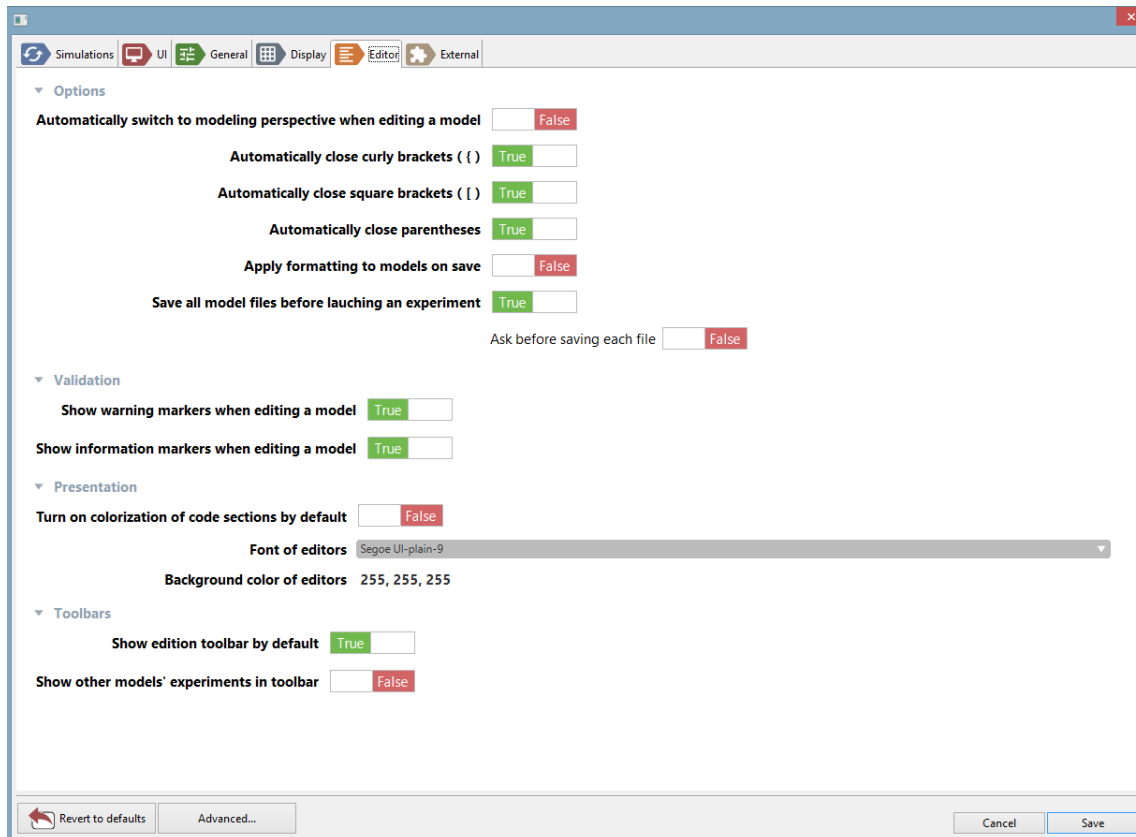 Simulations UI General Display Editor External
Options
Automatically switch to modeling perspective when editing a model False
Automatically close curly brackets ( { ) True
Automatically close square brackets ( [ ) True
Automatically close parentheses True
Apply formatting to models on save False
Save all model files before lauching an experiment True
Ask before saving each file False
Validation
Show warning markers when editing a model True
Show information markers when editing a model True
Presentation
Turn on colorization of code sections by default False
Font of editors Segoe UI-plain-9
Background color of editors 255, 255, 255
Toolbars
Show edition toolbar by default True
Show other models' experiments in toolbar False
Revert to defaults Advanced... Cancel Save